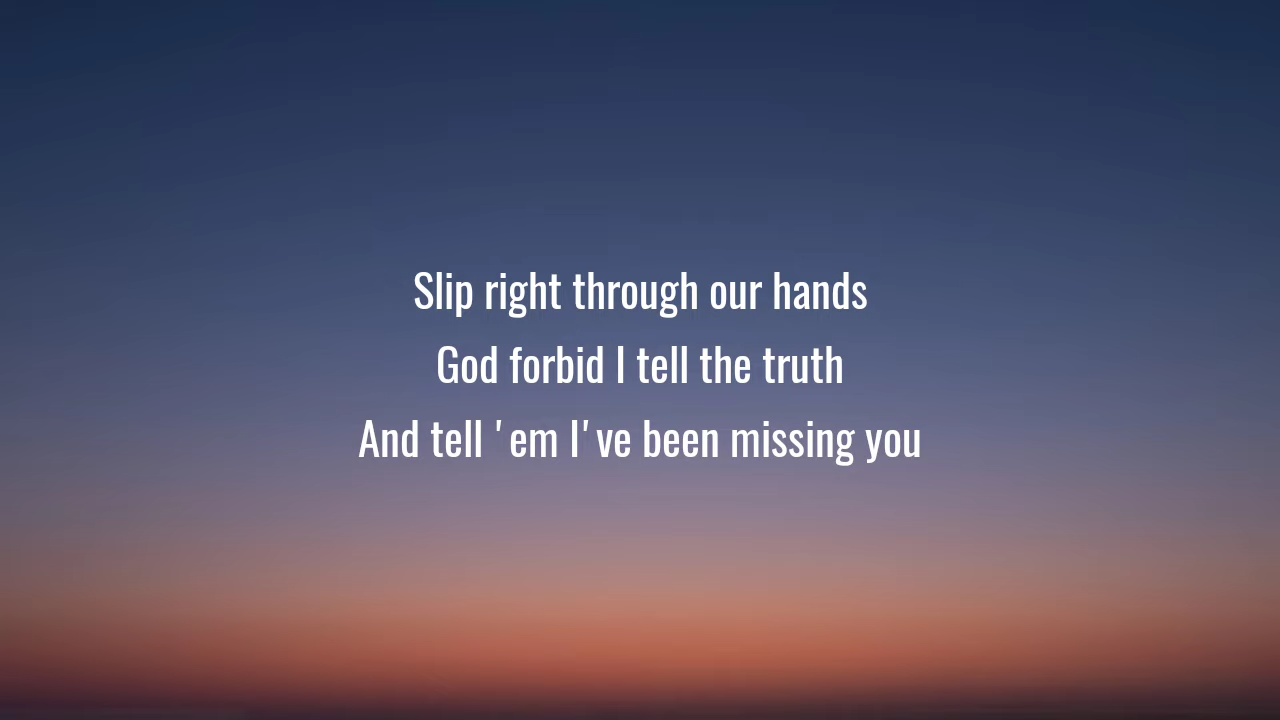 Slip right through our hands
God forbid I tell the truth
And tell 'em I've been missing you